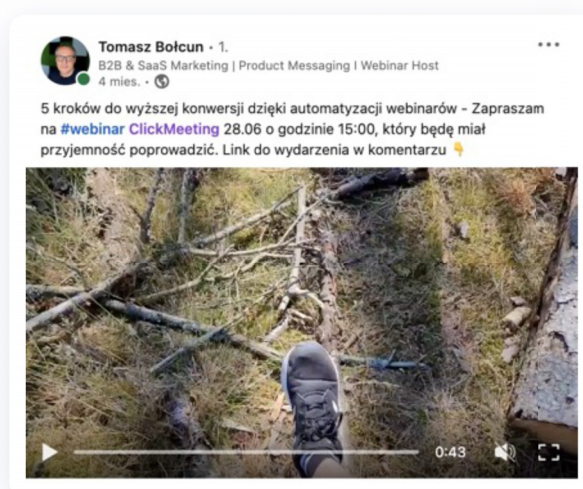 Tomasz Bołcun • 1.
B2B & SaaS Marketing | Product Messaging I Webinar Host
4 mies. •
5 kroków do wyższej konwersji dzięki automatyzacji webinarów - Zapraszam
na #webinar ClickMeeting 28.06 o godzinie 15:00, który będę miał
przyjemność poprowadzić. Link do wydarzenia w komentarzu 👇
0:43